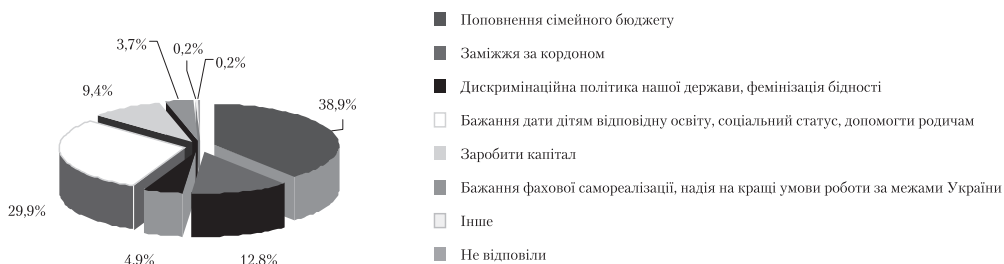 3,7%
0,2%
0,2%
9,4%
38,9%
29,9%
4,9%
12,8%
Поповнення сімейного бюджету
Заміжжя за кордоном
Дискримінаційна політика нашої держави, фемінізація бідності
Бажання дати дітям відповідну освіту, соціальний статус, допомогти родичам
Заробити капітал
Бажання фахової самореалізації, надія на кращі умови роботи за межами України
Інше
Не відповіли